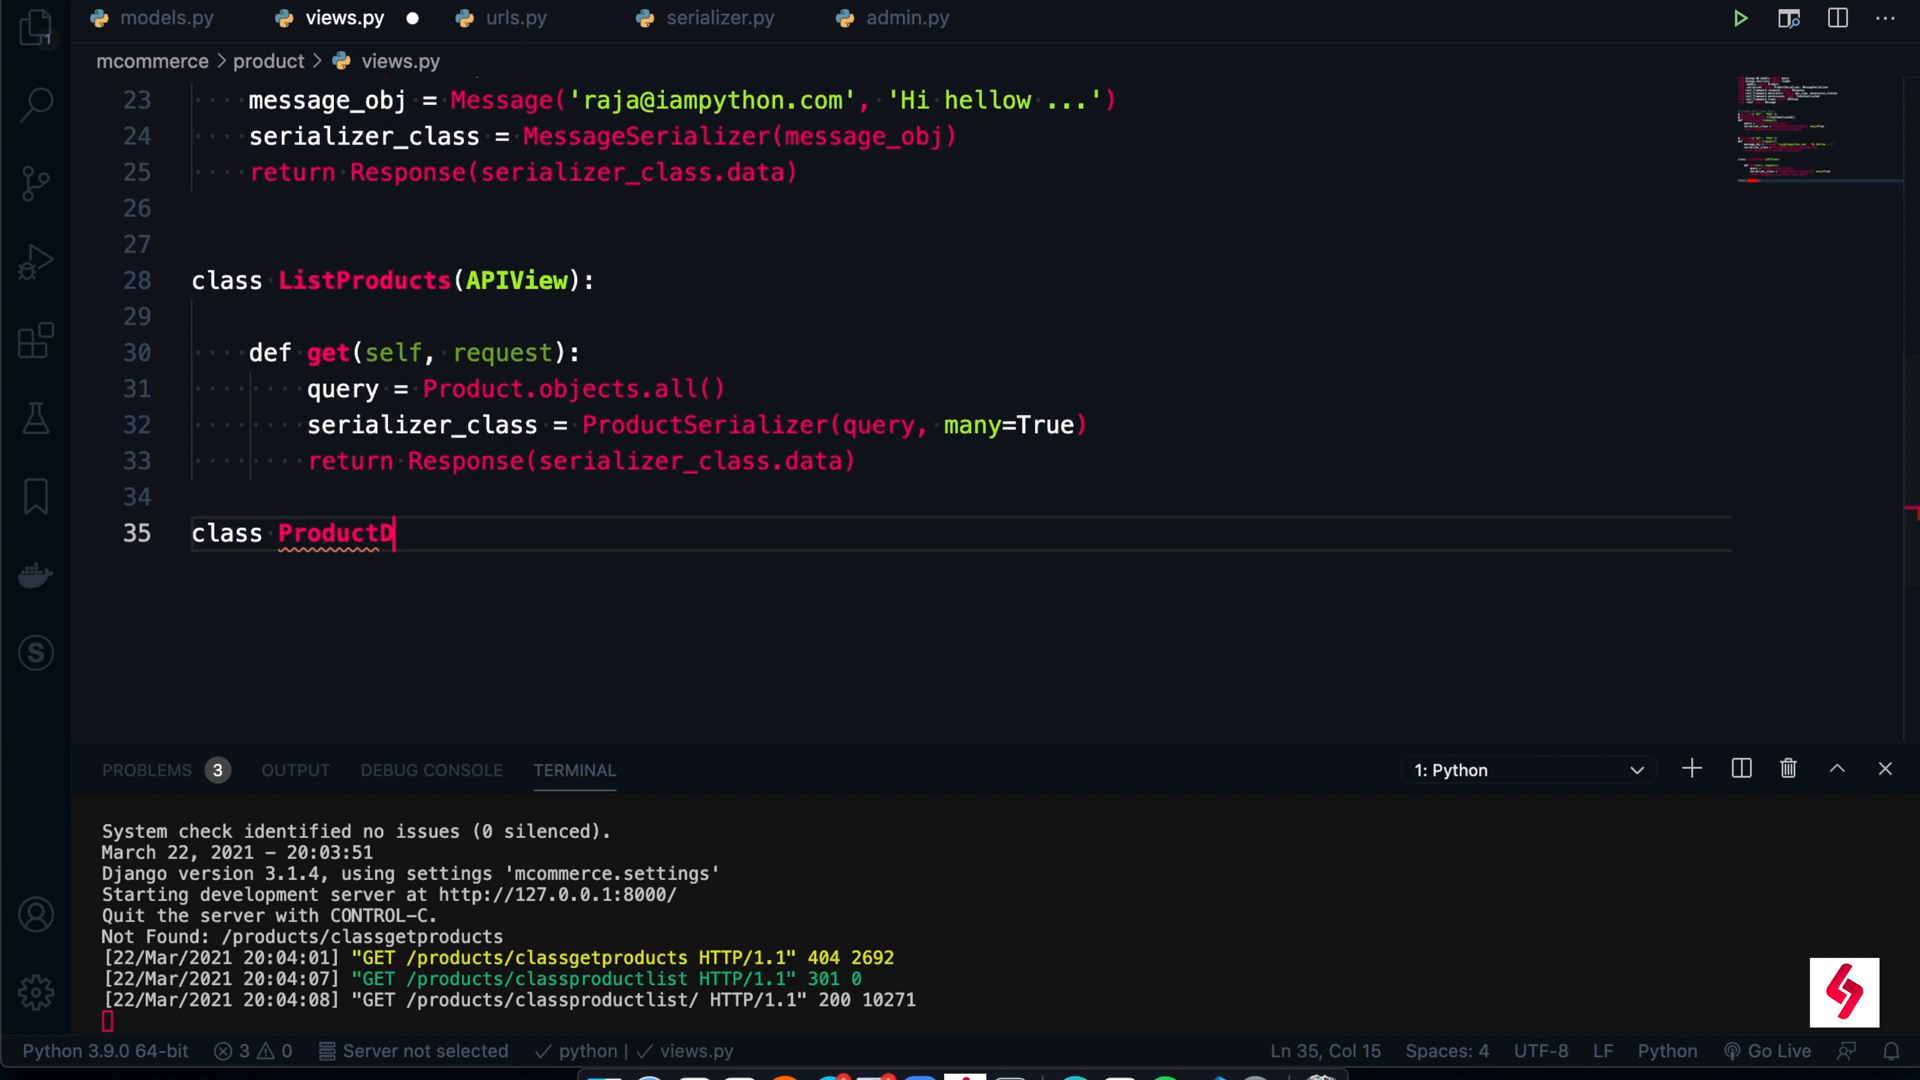 models.py views.py urls.py serializer.py admin.py
mcommerce > product > views.py
23 message_obj = Message('raja@iampython.com', 'Hi hellow ...')
24 serializer_class = MessageSerializer(message_obj)
25 return Response(serializer_class.data)
26
27
28 class ListProducts(APIView):
29
30 def get(self, request):
31 query = Product.objects.all()
32 serializer_class = ProductSerializer(query, many=True)
33 return Response(serializer_class.data)
34
35 class ProductD
PROBLEMS 3 OUTPUT DEBUG CONSOLE TERMINAL 1: Python
System check identified no issues (0 silenced).
March 22, 2021 - 20:03:51
Django version 3.1.4, using settings 'mcommerce.settings'
Starting development server at http://127.0.0.1:8000/
Quit the server with CONTROL-C.
Not Found: /products/classgetproducts
[22/Mar/2021 20:04:01] "GET /products/classgetproducts HTTP/1.1" 404 2692
[22/Mar/2021 20:04:07] "GET /products/classproductlist HTTP/1.1" 301 0
[22/Mar/2021 20:04:08] "GET /products/classproductlist/ HTTP/1.1" 200 10271
Python 3.9.0 64-bit 3 0 Server not selected python | views.py Ln 35, Col 15 Spaces: 4 UTF-8 LF Python Go Live